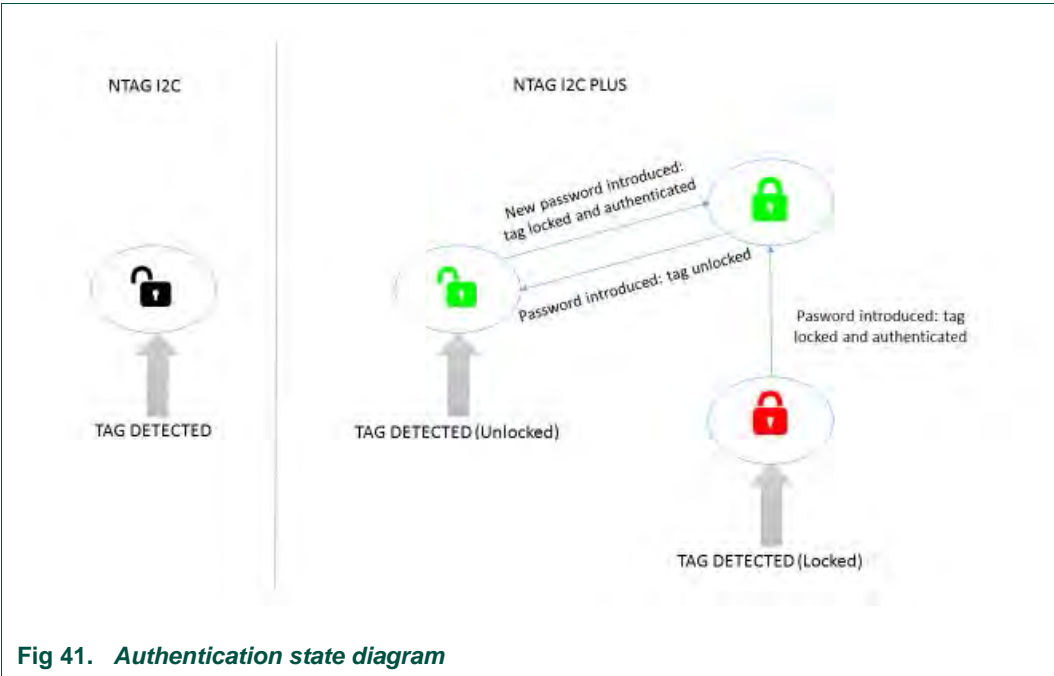 NTAG I2C
NTAG I2C PLUS
New password introduced:
tag locked and authenticated
Password introduced: tag unlocked
Pasword introduced: tag
locked and authenticated
TAG DETECTED
TAG DETECTED (Unlocked)
TAG DETECTED (Locked)
Fig 41. Authentication state diagram